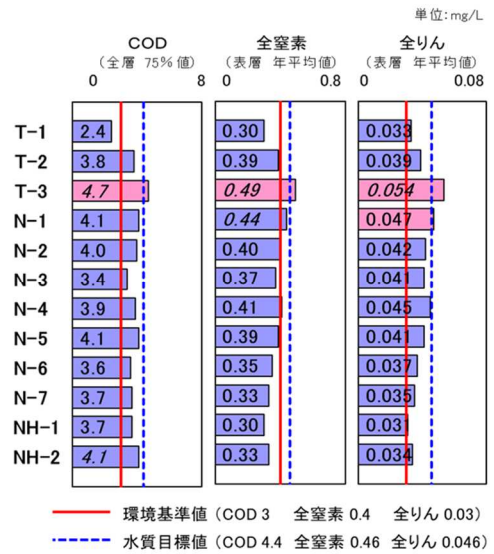 単位:mg/L
COD 全窒素 全りん
(全層 75%値) (表層 年平均値) (表層 年平均値)
0 8 0 0.8 0 0.08
T-1 2.4 0.30 0.033
T-2 3.8 0.39 0.039
T-3 4.7 0.49 0.054
N-1 4.1 0.44 0.047
N-2 4.0 0.40 0.042
N-3 3.4 0.37 0.041
N-4 3.9 0.41 0.045
N-5 4.1 0.39 0.041
N-6 3.6 0.35 0.037
N-7 3.7 0.33 0.035
NH-1 3.7 0.30 0.031
NH-2 4.1 0.33 0.034
環境基準値 (COD 3 全窒素 0.4 全りん 0.03)
水質目標値 (COD 4.4 全窒素 0.46 全りん 0.046)